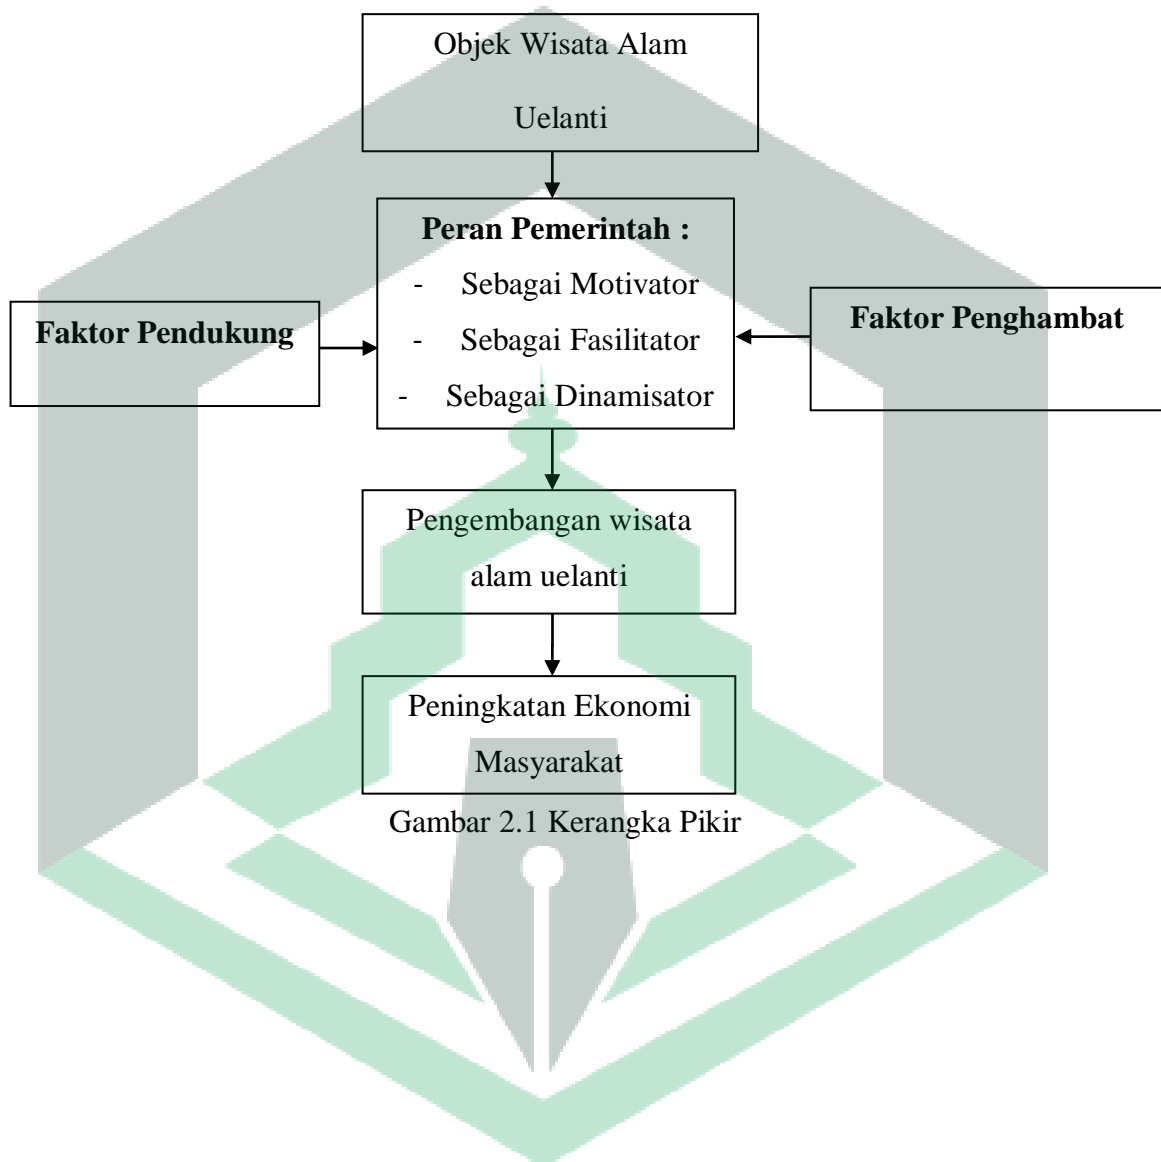 Objek Wisata Alam
Uelanti
Peran Pemerintah :
- Sebagai Motivator
- Sebagai Fasilitator
- Sebagai Dinamisator
Faktor Pendukung
Faktor Penghambat
Pengembangan wisata
alam uelanti
Peningkatan Ekonomi
Masyarakat
Gambar 2.1 Kerangka Pikir